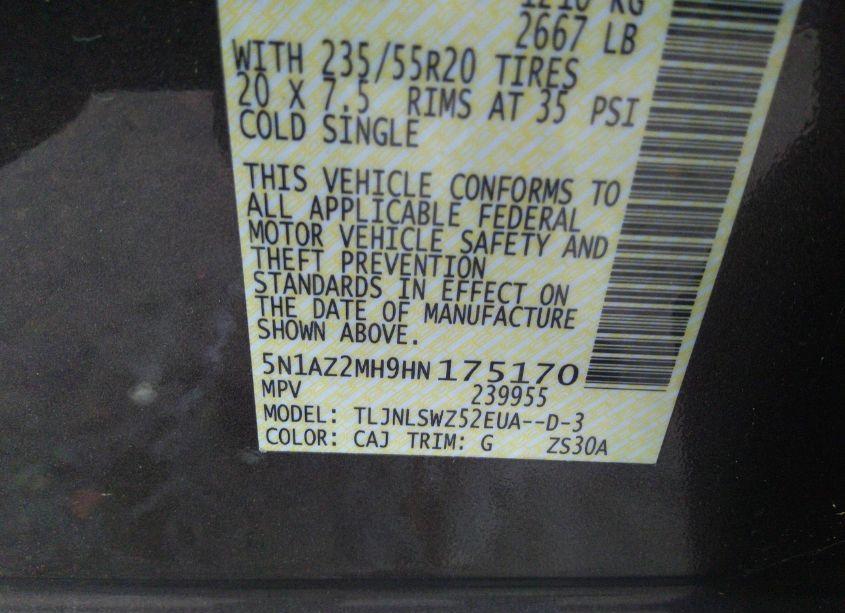 1210 KG
2667 LB
WITH 235/55R20 TIRES
20 X 7.5 RIMS AT 35 PSI
COLD SINGLE
THIS VEHICLE CONFORMS TO
ALL APPLICABLE FEDERAL
MOTOR VEHICLE SAFETY AND
THEFT PREVENTION
STANDARDS IN EFFECT ON
THE DATE OF MANUFACTURE
SHOWN ABOVE.
5N1AZ2MH9HN175170
MPV 239955
MODEL: TLJNLSWZ52EUA--D-3
COLOR: CAJ TRIM: G ZS30A